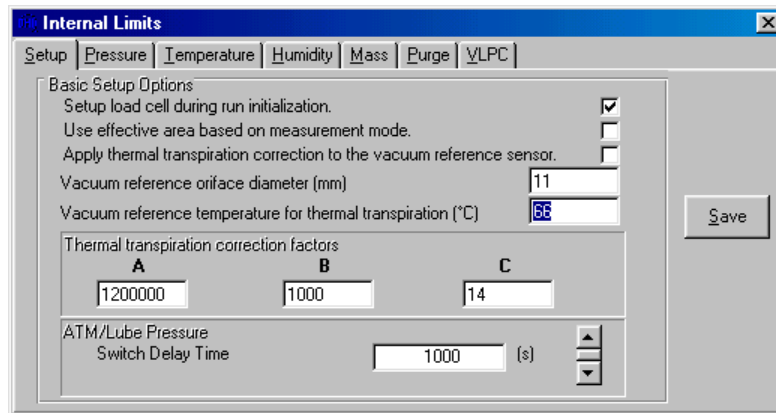 Internal Limits
Setup Pressure Temperature Humidity Mass Purge VLPC
Basic Setup Options
Setup load cell during run initialization.
Use effective area based on measurement mode.
Apply thermal transpiration correction to the vacuum reference sensor.
Vacuum reference oriface diameter (mm) 11
Vacuum reference temperature for thermal transpiration (°C) 66
Save
Thermal transpiration correction factors
A B C
1200000 1000 14
ATM/Lube Pressure
Switch Delay Time 1000 (s)